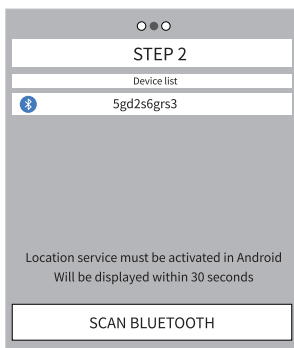 STEP 2
Device list
5gd2s6grs3
Location service must be activated in Android
Will be displayed within 30 seconds
SCAN BLUETOOTH